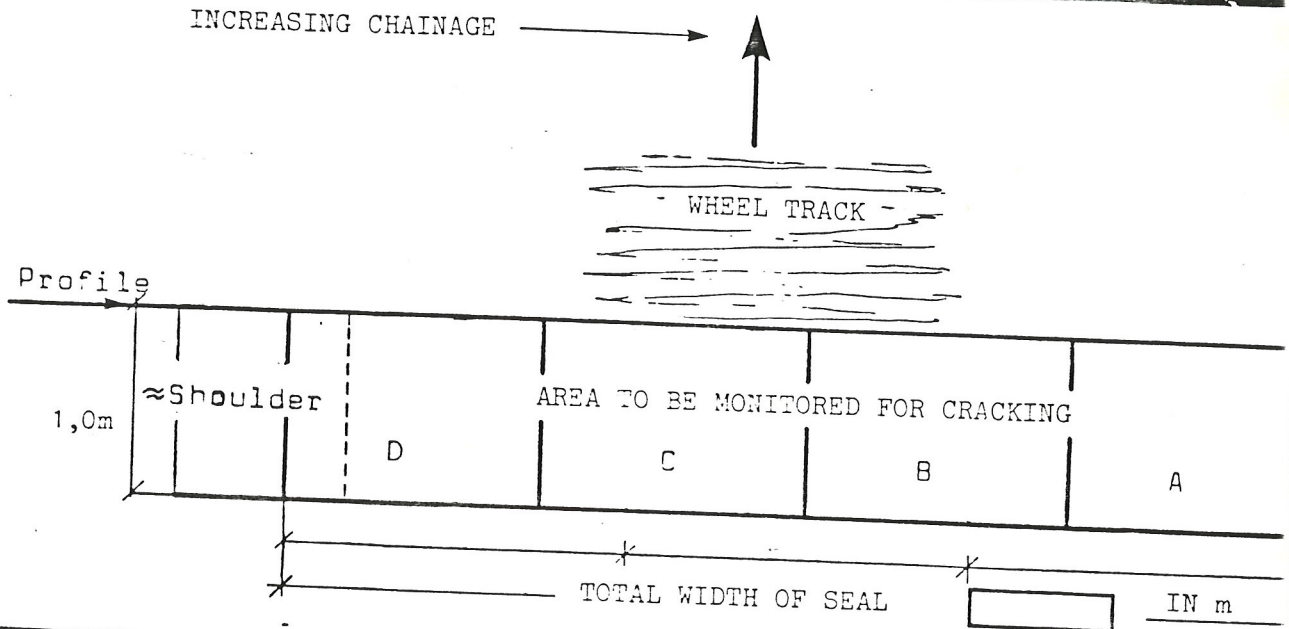 INCREASING CHAINAGE
- WHEEL TRACK -
Profile
≈Shoulder
AREA TO BE MONITORED FOR CRACKING
1,0m
D
C
B
A
TOTAL WIDTH OF SEAL
IN m